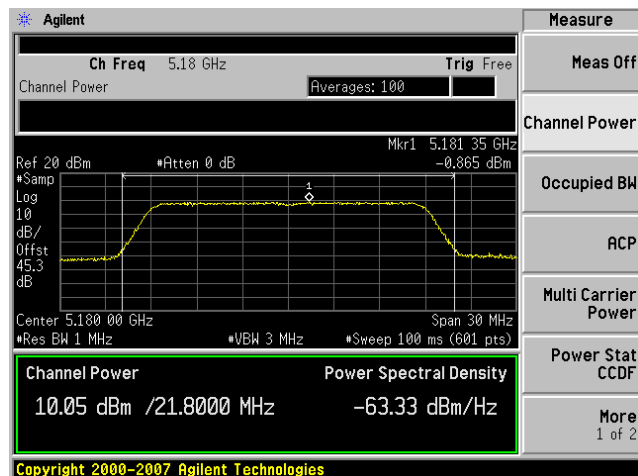 Agilent
Measure
Ch Freq 5.18 GHz Trig Free
Channel Power Averages: 100
Mkr1 5.181 35 GHz
Ref 20 dBm #Atten 0 dB -0.865 dBm
#Samp
Log
10
dB/
Offst
45.3
dB
1
Center 5.180 00 GHz Span 30 MHz
#Res BW 1 MHz #VBW 3 MHz #Sweep 100 ms (601 pts)
Channel Power Power Spectral Density
10.05 dBm /21.8000 MHz -63.33 dBm/Hz
Copyright 2000-2007 Agilent Technologies
Meas Off
Channel Power
Occupied BW
ACP
Multi Carrier
Power
Power Stat
CCDF
More
1 of 2